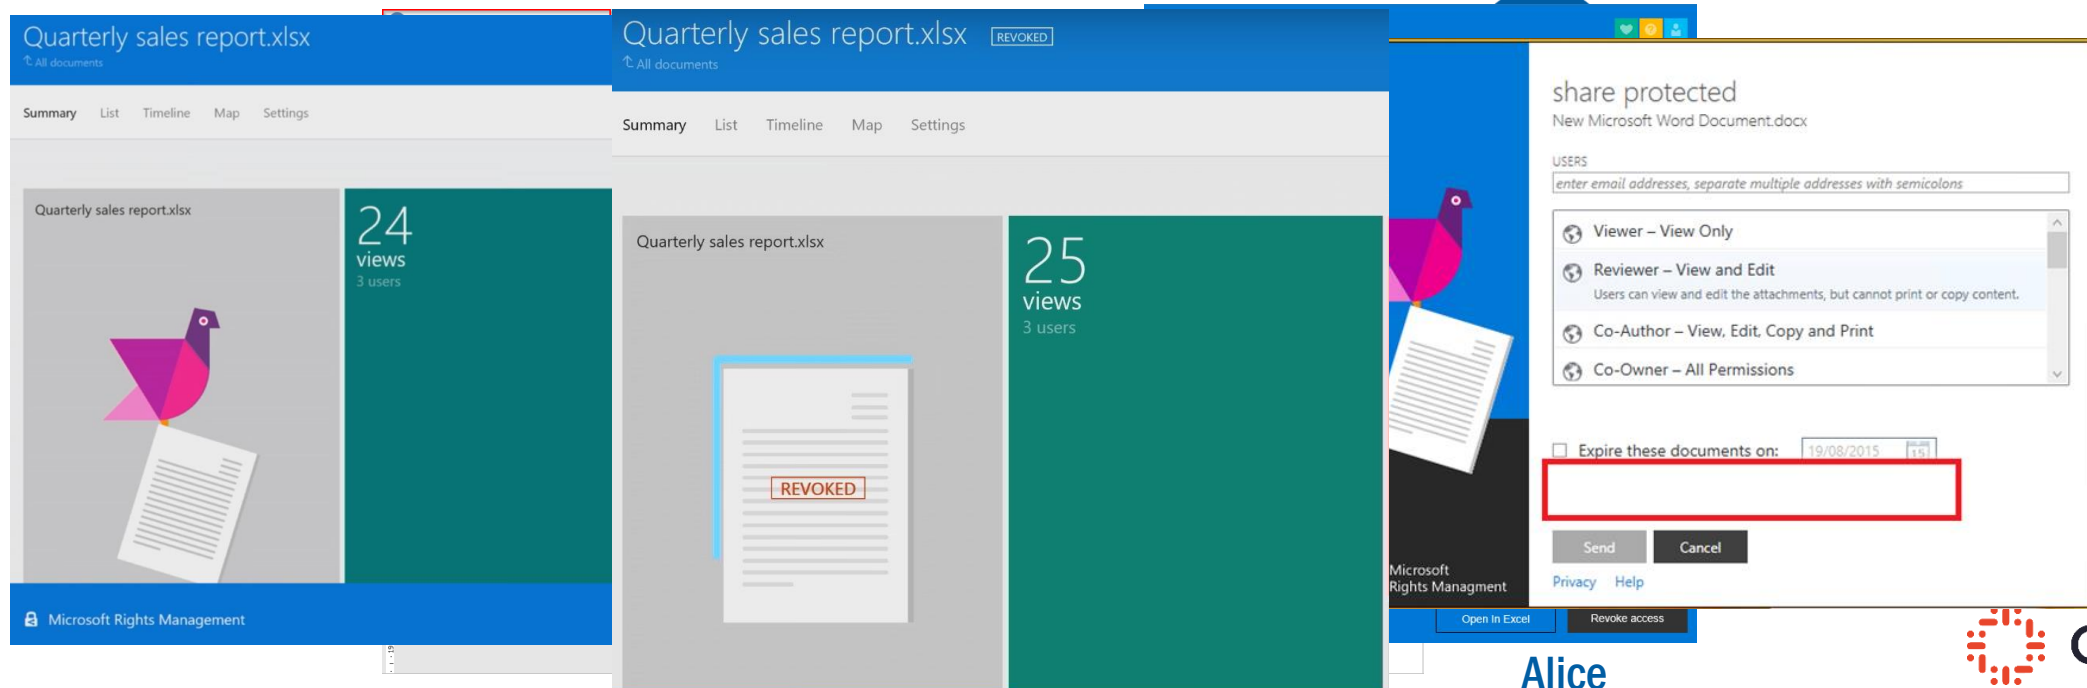 Quarterly sales report.xlsx
All documents
Summary List Timeline Map Settings
Quarterly sales report.xlsx
24
views
3 users
Microsoft Rights Management
Quarterly sales report.xlsx REVOKED
All documents
Summary List Timeline Map Settings
Quarterly sales report.xlsx
REVOKED
25
views
3 users
share protected
New Microsoft Word Document.docx
USERS
enter email addresses, separate multiple addresses with semicolons
Viewer – View Only
Reviewer – View and Edit
Users can view and edit the attachments, but cannot print or copy content.
Co-Author – View, Edit, Copy and Print
Co-Owner – All Permissions
Expire these documents on: 19/08/2015 15
Send Cancel
Privacy Help
Microsoft
Rights Managment
Open In Excel Revoke access
Alice